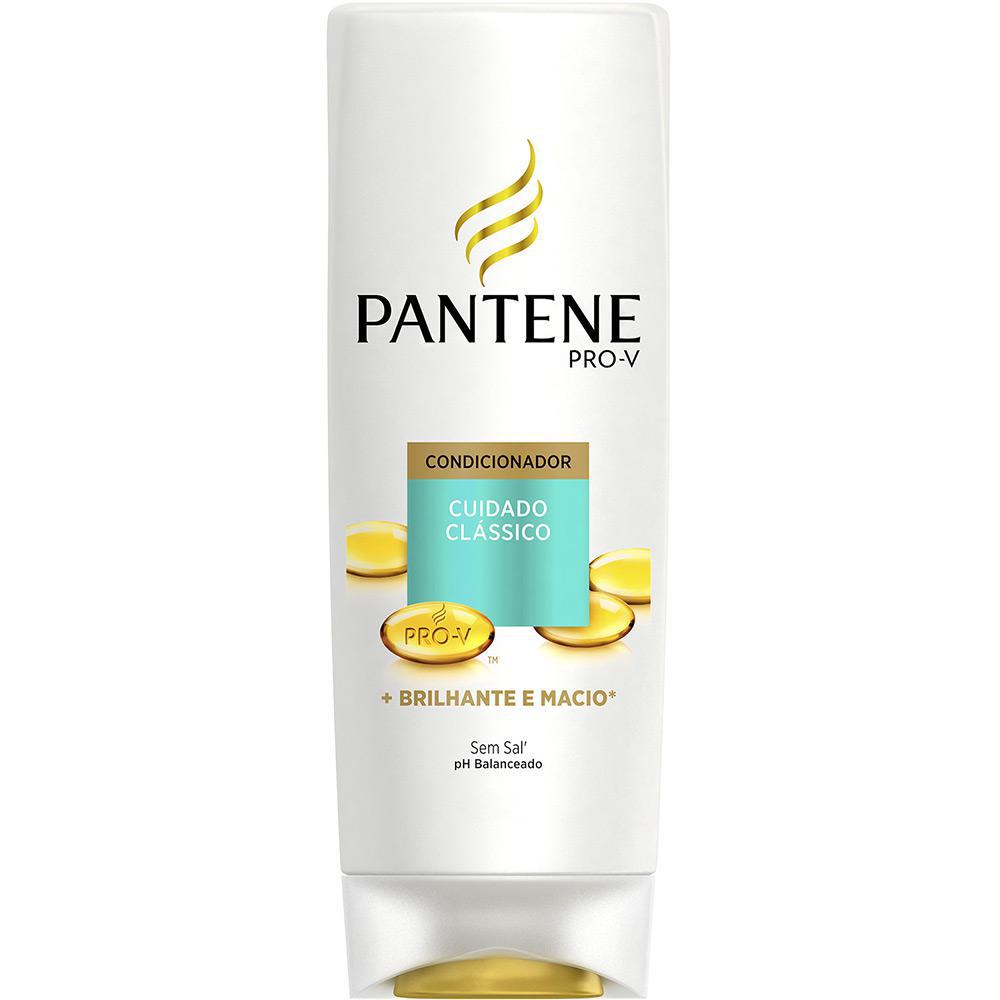 PANTENE
PRO-V
CONDICIONADOR
CUIDADO
CLÁSSICO
PRO-V
™
+ BRILHANTE E MACIO*
Sem Sal'
pH Balanceado